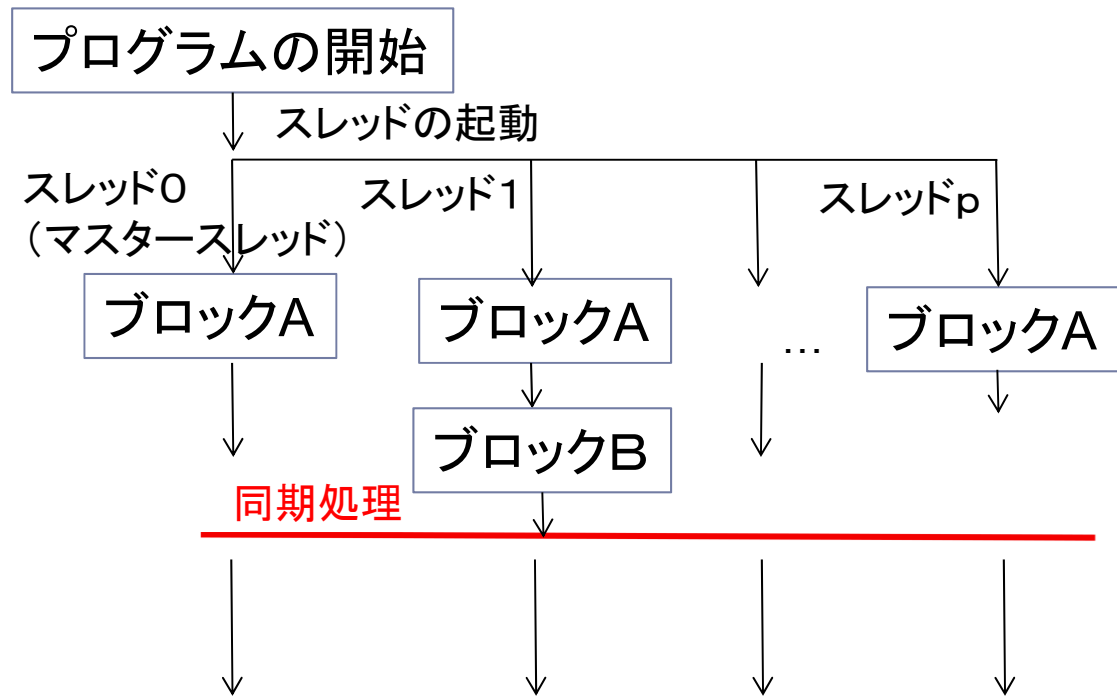 プログラムの開始
スレッドの起動
スレッド０
（マスタースレッド）
スレッド１
スレッドｐ
ブロックA
ブロックA
…
ブロックA
ブロックＢ
同期処理